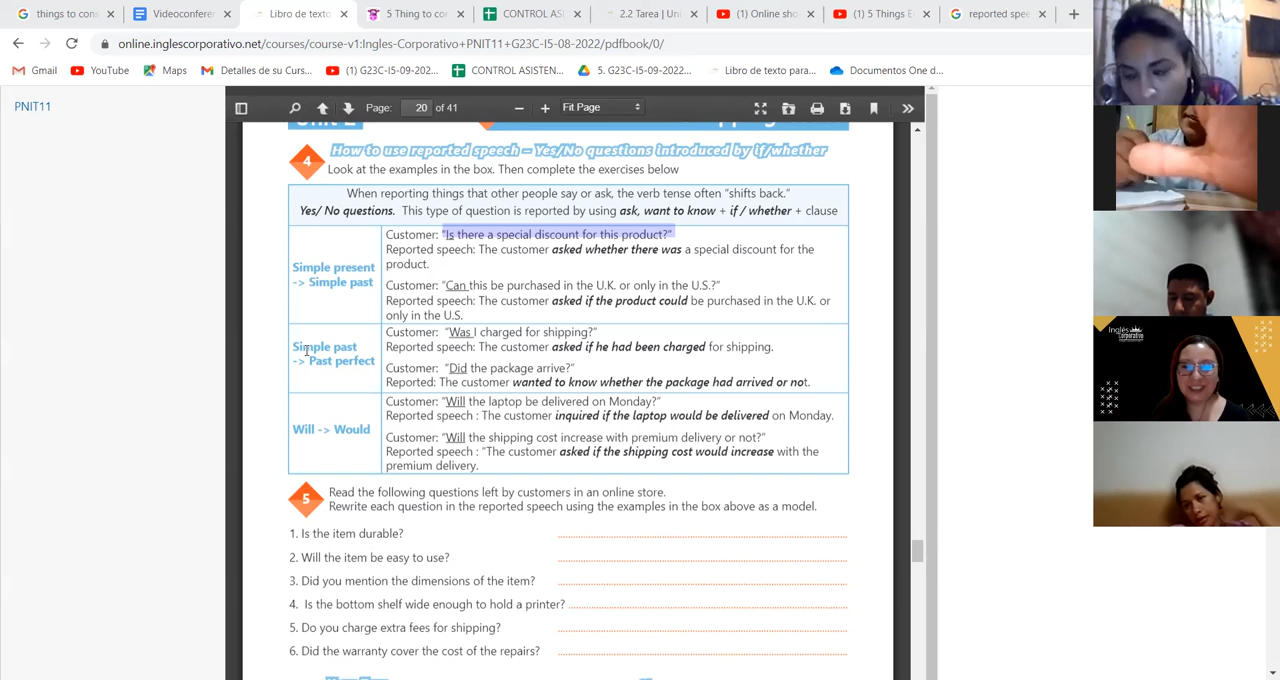 things to cons
Videoconferen
Libro de texto
5 Thing to con
CONTROL ASI
2.2 Tarea | Uni
(1) Online sho
(1) 5 Things Ev
reported spee
online.inglescorporativo.net/courses/course-v1:Ingles-Corporativo+PNIT11+G23C-I5-08-2022/pdfbook/0/
Gmail
YouTube
Maps
Detalles de su Curs...
(1) G23C-I5-09-202...
CONTROL ASISTEN...
5. G23C-I5-09-2022...
Libro de texto para...
Documentos One d...
PNIT11
Page: 20 of 41
Fit Page
4
How to use reported speech – Yes/No questions introduced by if/whether
Look at the examples in the box. Then complete the exercises below
When reporting things that other people say or ask, the verb tense often "shifts back."
Yes/ No questions. This type of question is reported by using ask, want to know + if / whether + clause
Simple present
-> Simple past
Customer: "Is there a special discount for this product?"
Reported speech: The customer asked whether there was a special discount for the
product.
Customer: "Can this be purchased in the U.K. or only in the U.S.?"
Reported speech: The customer asked if the product could be purchased in the U.K. or
only in the U.S.
Simple past
-> Past perfect
Customer: "Was I charged for shipping?"
Reported speech: The customer asked if he had been charged for shipping.
Customer: "Did the package arrive?"
Reported: The customer wanted to know whether the package had arrived or not.
Will -> Would
Customer: "Will the laptop be delivered on Monday?"
Reported speech : The customer inquired if the laptop would be delivered on Monday.
Customer: "Will the shipping cost increase with premium delivery or not?"
Reported speech : "The customer asked if the shipping cost would increase with the
premium delivery.
5
Read the following questions left by customers in an online store.
Rewrite each question in the reported speech using the examples in the box above as a model.
1. Is the item durable?
2. Will the item be easy to use?
3. Did you mention the dimensions of the item?
4. Is the bottom shelf wide enough to hold a printer?
5. Do you charge extra fees for shipping?
6. Did the warranty cover the cost of the repairs?
Inglés
Corporativo